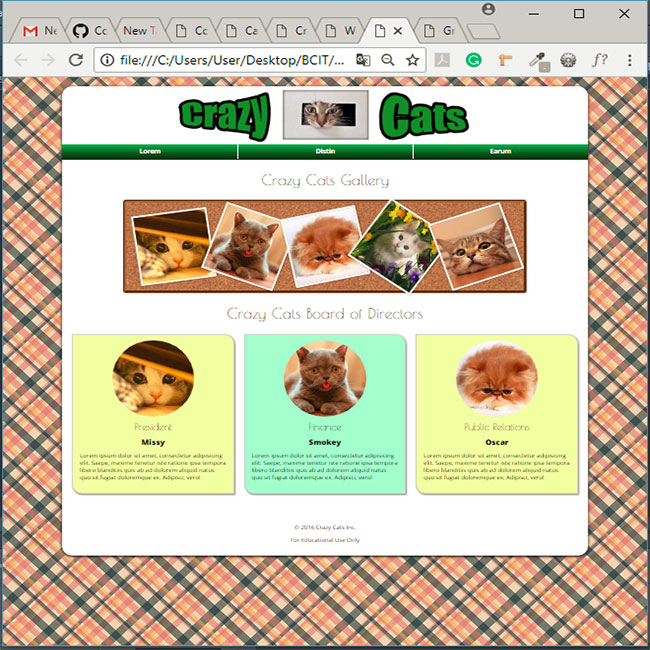 Ne
Cc
New T
Cc
Ca
Cr
W
Gr
file:///C:/Users/User/Desktop/BCIT/...
f?
Crazy Cats
Lorem
Distin
Earum
Crazy Cats Gallery
Crazy Cats Board of Directors
President
Missy
Lorem ipsum dolor sit amet, consectetur adipisicing
elit. Saepe, maxime tenetur iste ratione ipsa tempora
libero blanditiis quis ab ad dolorem aliquid natus
quo sit fugiat doloremque ex. Adipisci, vero!
Finance
Smokey
Lorem ipsum dolor sit amet, consectetur adipisicing
elit. Saepe, maxime tenetur iste ratione ipsa tempora
libero blanditiis quis ab ad dolorem aliquid natus
quo sit fugiat doloremque ex. Adipisci, vero!
Public Relations
Oscar
Lorem ipsum dolor sit amet, consectetur adipisicing
elit. Saepe, maxime tenetur iste ratione ipsa tempora
libero blanditiis quis ab ad dolorem aliquid natus
quo sit fugiat doloremque ex. Adipisci, vero!
© 2016 Crazy Cats Inc.
For Educational Use Only